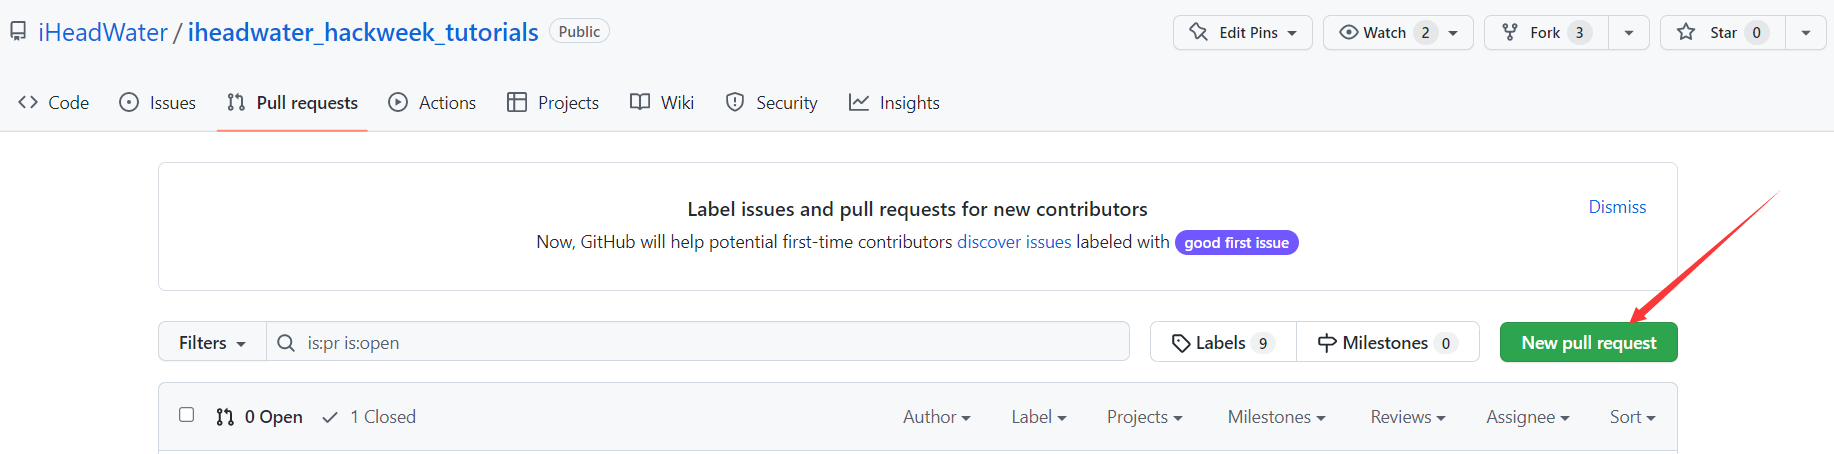 iHeadWater / iheadwater_hackweek_tutorials Public Edit Pins Watch 2 Fork 3 Star 0
Code Issues Pull requests Actions Projects Wiki Security Insights
Label issues and pull requests for new contributors
Dismiss
Now, GitHub will help potential first-time contributors discover issues labeled with good first issue
Filters is:pr is:open Labels 9 Milestones 0 New pull request
0 Open 1 Closed Author Label Projects Milestones Reviews Assignee Sort